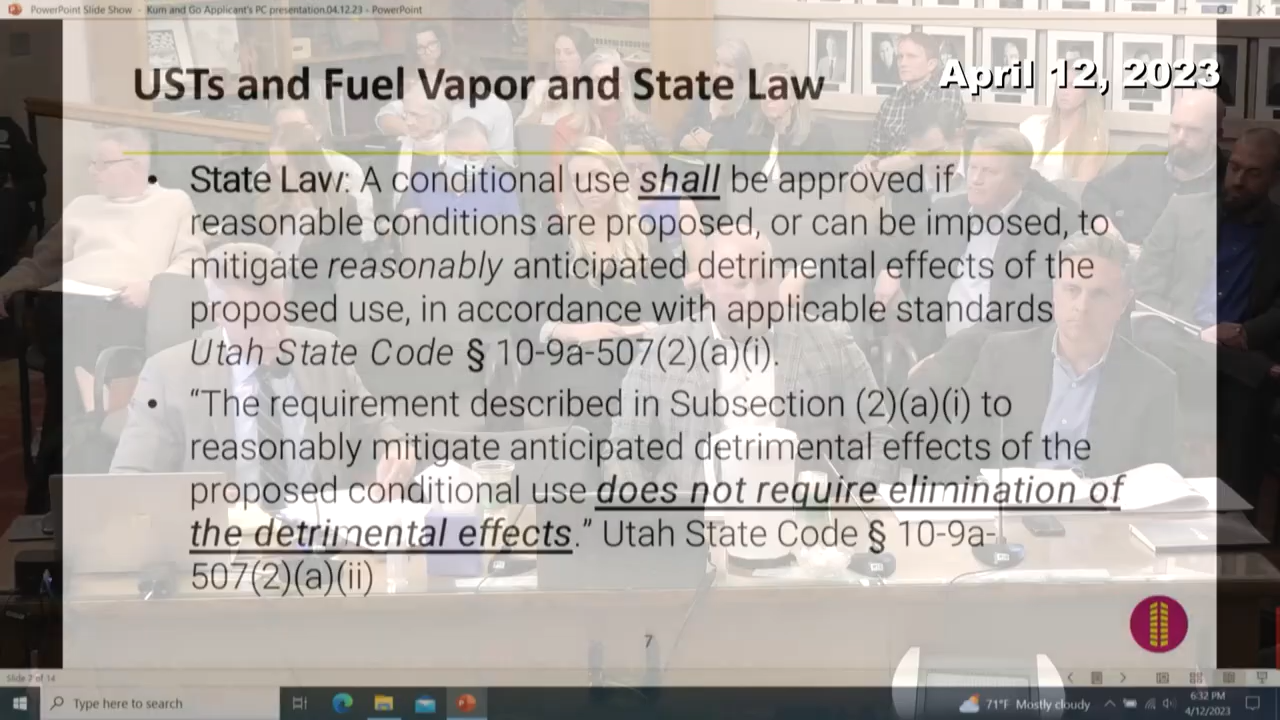 PowerPoint Slide Show - Kum and Go Applicant's PC presentation.04.12.23 - PowerPoint
April 12, 2023
USTs and Fuel Vapor and State Law
• State Law: A conditional use shall be approved if
reasonable conditions are proposed, or can be imposed, to
mitigate reasonably anticipated detrimental effects of the
proposed use, in accordance with applicable standards
Utah State Code § 10-9a-507(2)(a)(i).
• “The requirement described in Subsection (2)(a)(i) to
reasonably mitigate anticipated detrimental effects of the
proposed conditional use does not require elimination of
the detrimental effects.” Utah State Code § 10-9a-
507(2)(a)(ii)
7
Slide 7 of 14
Type here to search
71°F Mostly cloudy
6:32 PM
4/12/2023